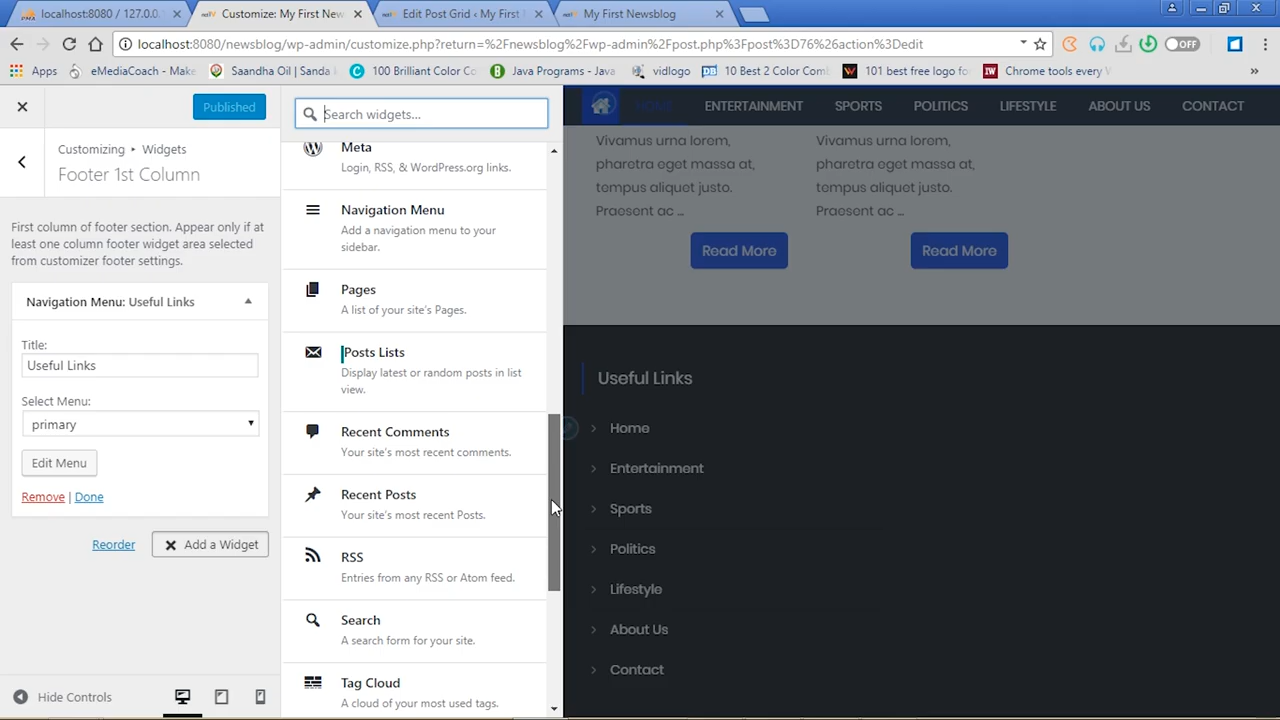 localhost:8080 / 127.0.0.
Customize: My First New
Edit Post Grid ‹ My First
My First Newsblog
localhost:8080/newsblog/wp-admin/customize.php?return=%2Fnewsblog%2Fwp-admin%2Fpost.php%3Fpost%3D76%26action%3Dedit
OFF
Apps
eMediaCoach - Make
Saandha Oil | Sanda
100 Brilliant Color Co
Java Programs - Java
vidlogo
10 Best 2 Color Comb
101 best free logo fo
Chrome tools every W
»
Published
Customizing ▸ Widgets
Footer 1st Column
First column of footer section. Appear only if at
least one column footer widget area selected
from customizer footer settings.
Navigation Menu: Useful Links
Title:
Useful Links
Select Menu:
primary
Edit Menu
Remove | Done
Reorder
Add a Widget
Hide Controls
Search widgets...
Meta
Login, RSS, & WordPress.org links.
Navigation Menu
Add a navigation menu to your
sidebar.
Pages
A list of your site's Pages.
Posts Lists
Display latest or random posts in list
view.
Recent Comments
Your site's most recent comments.
Recent Posts
Your site's most recent Posts.
RSS
Entries from any RSS or Atom feed.
Search
A search form for your site.
Tag Cloud
A cloud of your most used tags.
HOME
ENTERTAINMENT
SPORTS
POLITICS
LIFESTYLE
ABOUT US
CONTACT
Vivamus urna lorem,
pharetra eget massa at,
tempus aliquet justo.
Praesent ac ...
Read More
Vivamus urna lorem,
pharetra eget massa at,
tempus aliquet justo.
Praesent ac ...
Read More
Useful Links
Home
Entertainment
Sports
Politics
Lifestyle
About Us
Contact